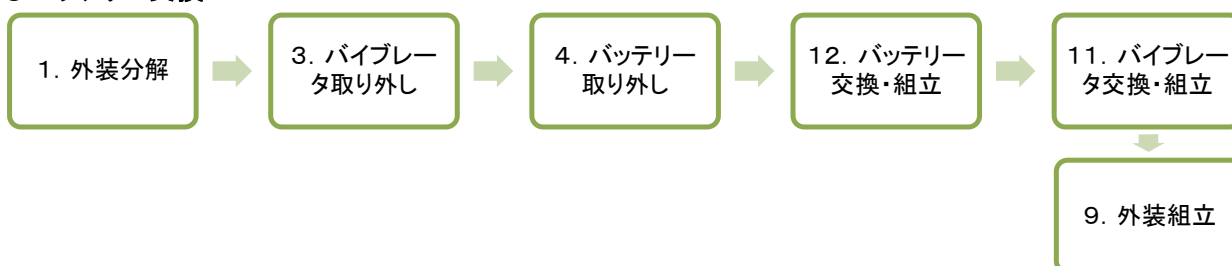 1. 外装分解
3. バイブレー
タ取り外し
4. バッテリー
取り外し
12. バッテリー
交換・組立
11. バイブレー
タ交換・組立
9. 外装組立